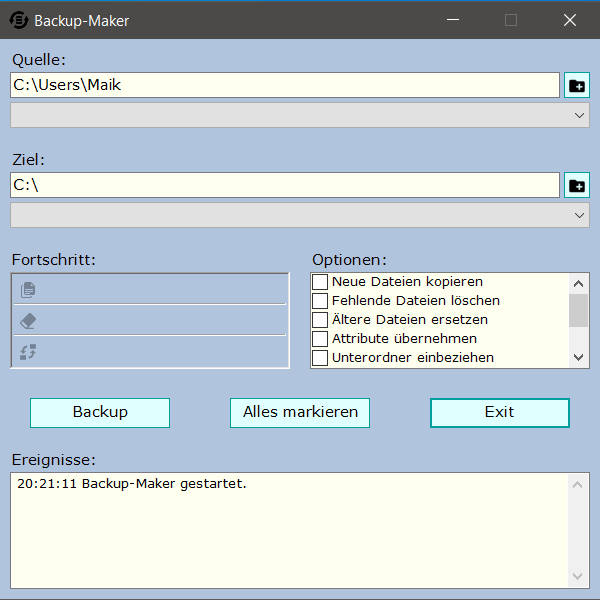 Backup-Maker
Quelle:
C:\Users\Maik
Ziel:
C:\
Fortschritt:
Optionen:
Neue Dateien kopieren
Fehlende Dateien löschen
Ältere Dateien ersetzen
Attribute übernehmen
Unterordner einbeziehen
Backup
Alles markieren
Exit
Ereignisse:
20:21:11 Backup-Maker gestartet.